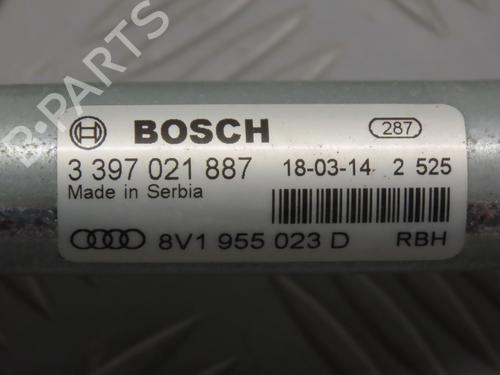 B-PARTS
BOSCH 287
3 397 021 887 18-03-14 2 525
Made in Serbia
8V1 955 023 D RBH